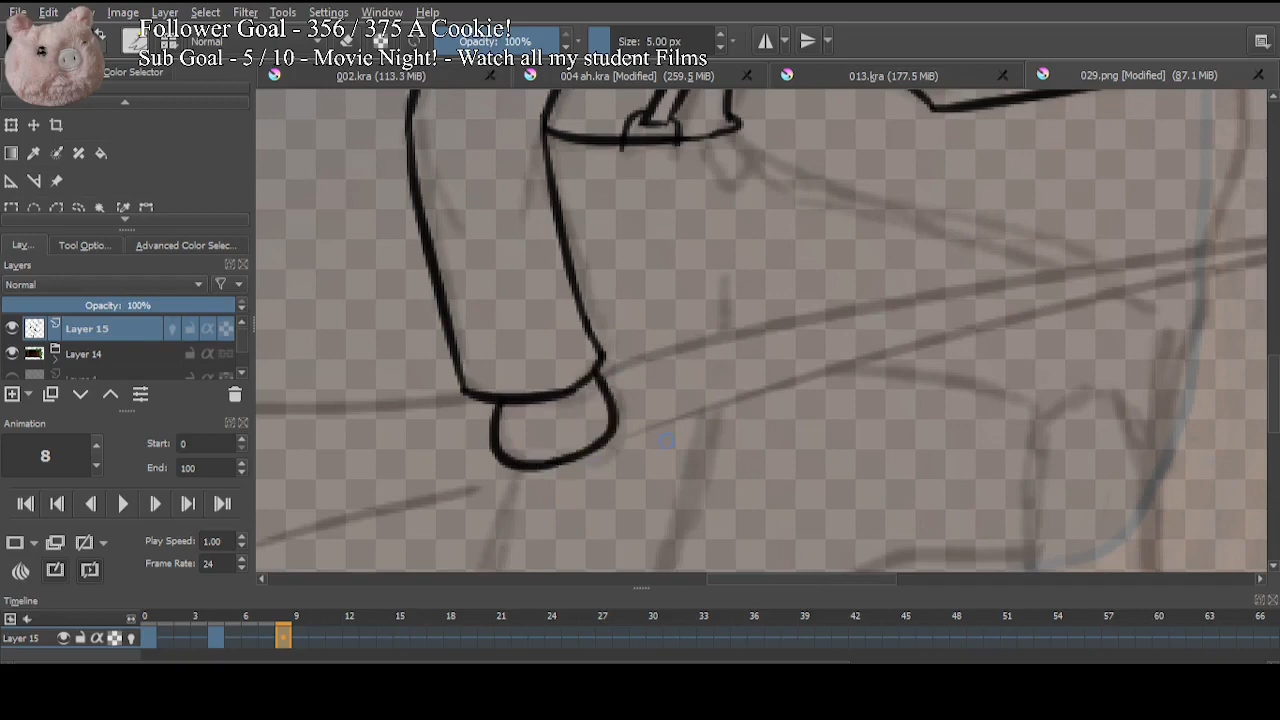 File Edit Image Layer Select Filter Tools Settings Window Help
Follower Goal - 356 / 375 A Cookie!
Normal Opacity: 100% Size: 5.00 px
Sub Goal - 5 / 10 - Movie Night! - Watch all my student Films
Color Selector
002.kra (113.3 MB) 004 ah.kra [Modified] (259.5 MB) 013.kra (177.5 MB) 029.png [Modified] (87.1 MB)
Lay... Tool Optio... Advanced Color Selec...
Layers
Normal
Opacity: 100%
Layer 15
Layer 14
Animation
8 Start: 0
End: 100
Play Speed: 1.00
Frame Rate: 24
Timeline
0 3 6 9 12 15 18 21 24 27 30 33 36 39 42 45 48 51 54 57 60 63 66
Layer 15